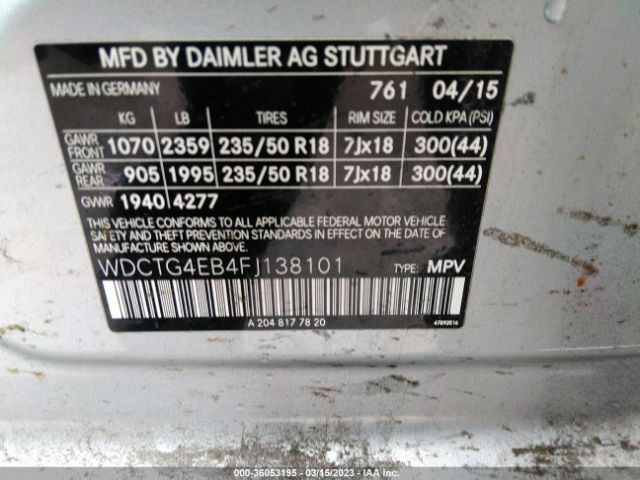 MFD BY DAIMLER AG STUTTGART
MADE IN GERMANY 761 04/15
KG LB TIRES RIM SIZE COLD KPA (PSI)
GAWR FRONT 1070 2359 235/50 R18 7Jx18 300(44)
GAWR REAR 905 1995 235/50 R18 7Jx18 300(44)
GVWR 1940 4277
THIS VEHICLE CONFORMS TO ALL APPLICABLE FEDERAL MOTOR VEHICLE
SAFETY AND THEFT PREVENTION STANDARDS IN EFFECT ON THE DATE OF
MANUFACTURE SHOWN ABOVE.
WDCTG4EB4FJ138101 TYPE: MPV
A 204 817 78 20
000-36053195 - 03/15/2023 - IAA Inc.